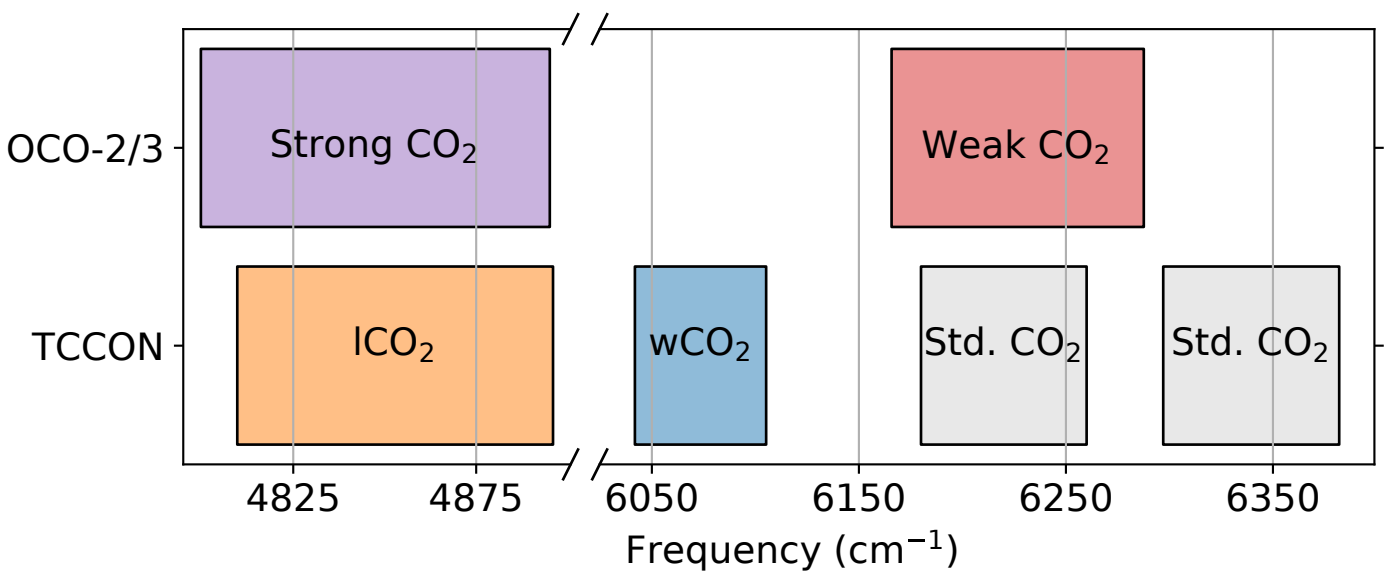 OCO-2/3
Strong CO₂
Weak CO₂
TCCON
lCO₂
wCO₂
Std. CO₂
Std. CO₂
4825
4875
6050
6150
6250
6350
Frequency (cm⁻¹)